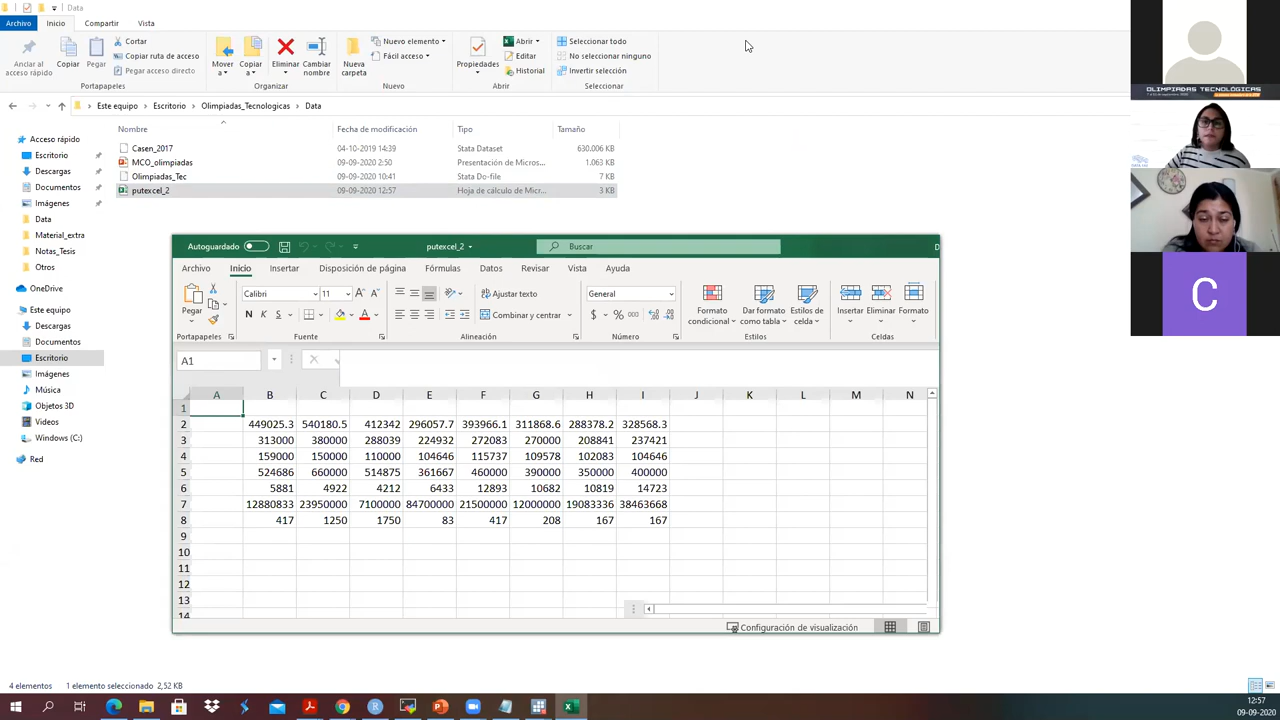 Data
Archivo Inicio Compartir Vista
Anclar al acceso rápido
Copiar
Pegar
Cortar
Copiar ruta de acceso
Pegar acceso directo
Portapapeles
Mover a
Copiar a
Eliminar
Cambiar nombre
Organizar
Nueva carpeta
Nuevo elemento
Fácil acceso
Nuevo
Propiedades
Abrir
Editar
Historial
Abrir
Seleccionar todo
No seleccionar ninguno
Invertir selección
Seleccionar
Este equipo Escritorio Olimpiadas_Tecnologicas Data
Nombre Fecha de modificación Tipo Tamaño
Casen_2017 04-10-2019 14:39 Stata Dataset 630.006 KB
MCO_olimpiadas 09-09-2020 2:50 Presentación de Micros... 1.063 KB
Olimpiadas_Tec 09-09-2020 10:41 Stata Do-file 7 KB
putexcel_2 09-09-2020 12:57 Hoja de cálculo de Micr... 3 KB
Acceso rápido
Escritorio
Descargas
Documentos
Imágenes
Data
Material_extra
Notas_Tesis
Otros
OneDrive
Este equipo
Descargas
Documentos
Escritorio
Imágenes
Música
Objetos 3D
Videos
Windows (C:)
Red
Autoguardado putexcel_2 Buscar D
Archivo Inicio Insertar Disposición de página Fórmulas Datos Revisar Vista Ayuda
Pegar
Portapapeles
Calibri 11
N K S
Fuente
Ajustar texto
Combinar y centrar
Alineación
General
$ % 000
Número
Formato condicional
Dar formato como tabla
Estilos de celda
Estilos
Insertar
Eliminar
Formato
Celdas
A1
A B C D E F G H I J K L M N
1
2 449025.3 540180.5 412342 296057.7 393966.1 311868.6 288378.2 328568.3
3 313000 380000 288039 224932 272083 270000 208841 237421
4 159000 150000 110000 104646 115737 109578 102083 104646
5 524686 660000 514875 361667 460000 390000 350000 400000
6 5881 4922 4212 6433 12893 10682 10819 14723
7 12880833 23950000 7100000 84700000 21500000 12000000 19083336 38463668
8 417 1250 1750 83 417 208 167 167
9
10
11
12
13
14
Configuración de visualización
4 elementos 1 elemento seleccionado 2,52 KB
12:57
09-09-2020
OLIMPIADAS TECNOLÓGICAS
C